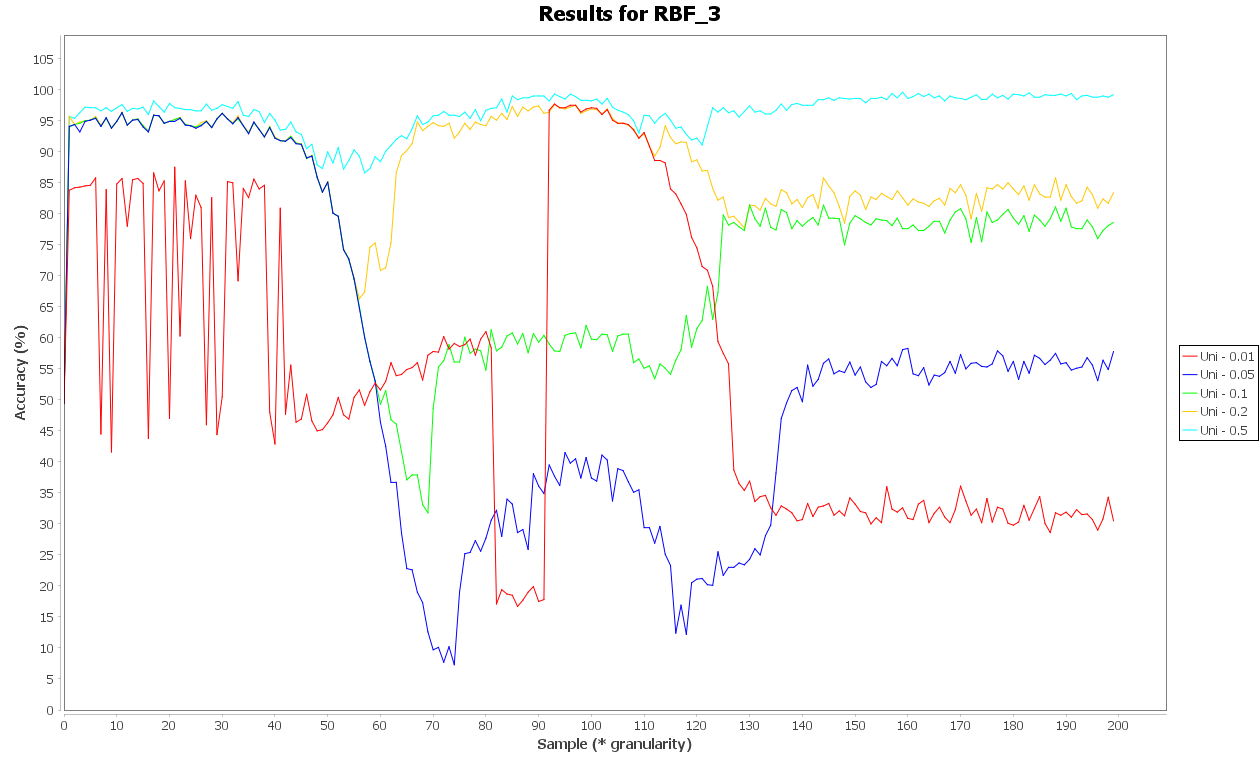 Results for RBF_3
Accuracy (%)
105
100
95
90
85
80
75
70
65
60
55
50
45
40
35
30
25
20
15
10
5
0
0 10 20 30 40 50 60 70 80 90 100 110 120 130 140 150 160 170 180 190 200
Sample (* granularity)
Uni - 0.01
Uni - 0.05
Uni - 0.1
Uni - 0.2
Uni - 0.5